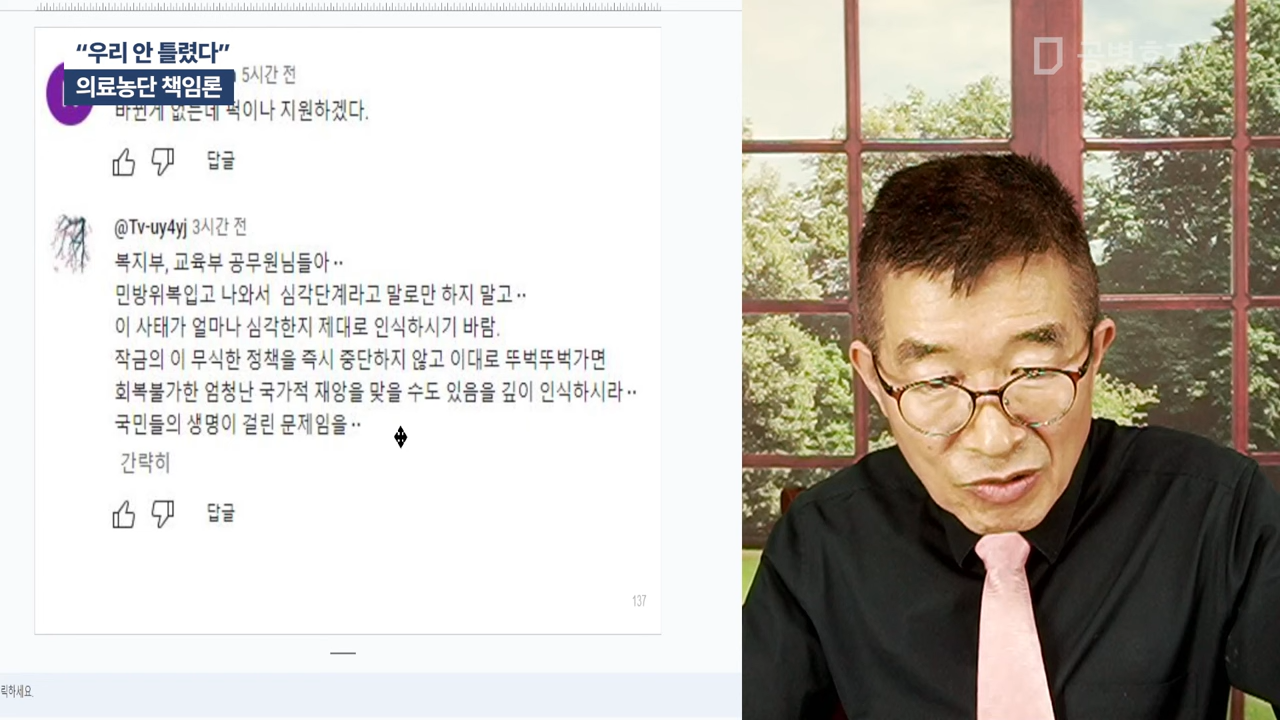 “우리 안 틀렸다”
의료농단 책임론
5시간 전
바뀐게 없는데 떡이나 지원하겠다.
답글
@Tv-uy4yj 3시간 전
복지부, 교육부 공무원님들아··
민방위복입고 나와서 심각단계라고 말로만 하지 말고··
이 사태가 얼마나 심각한지 제대로 인식하시기 바람.
작금의 이 무식한 정책을 즉시 중단하지 않고 이대로 뚜벅뚜벅가면
회복불가한 엄청난 국가적 재앙을 맞을 수도 있음을 깊이 인식하시라··
국민들의 생명이 걸린 문제임을··
간략히
답글
137
릭하세요.